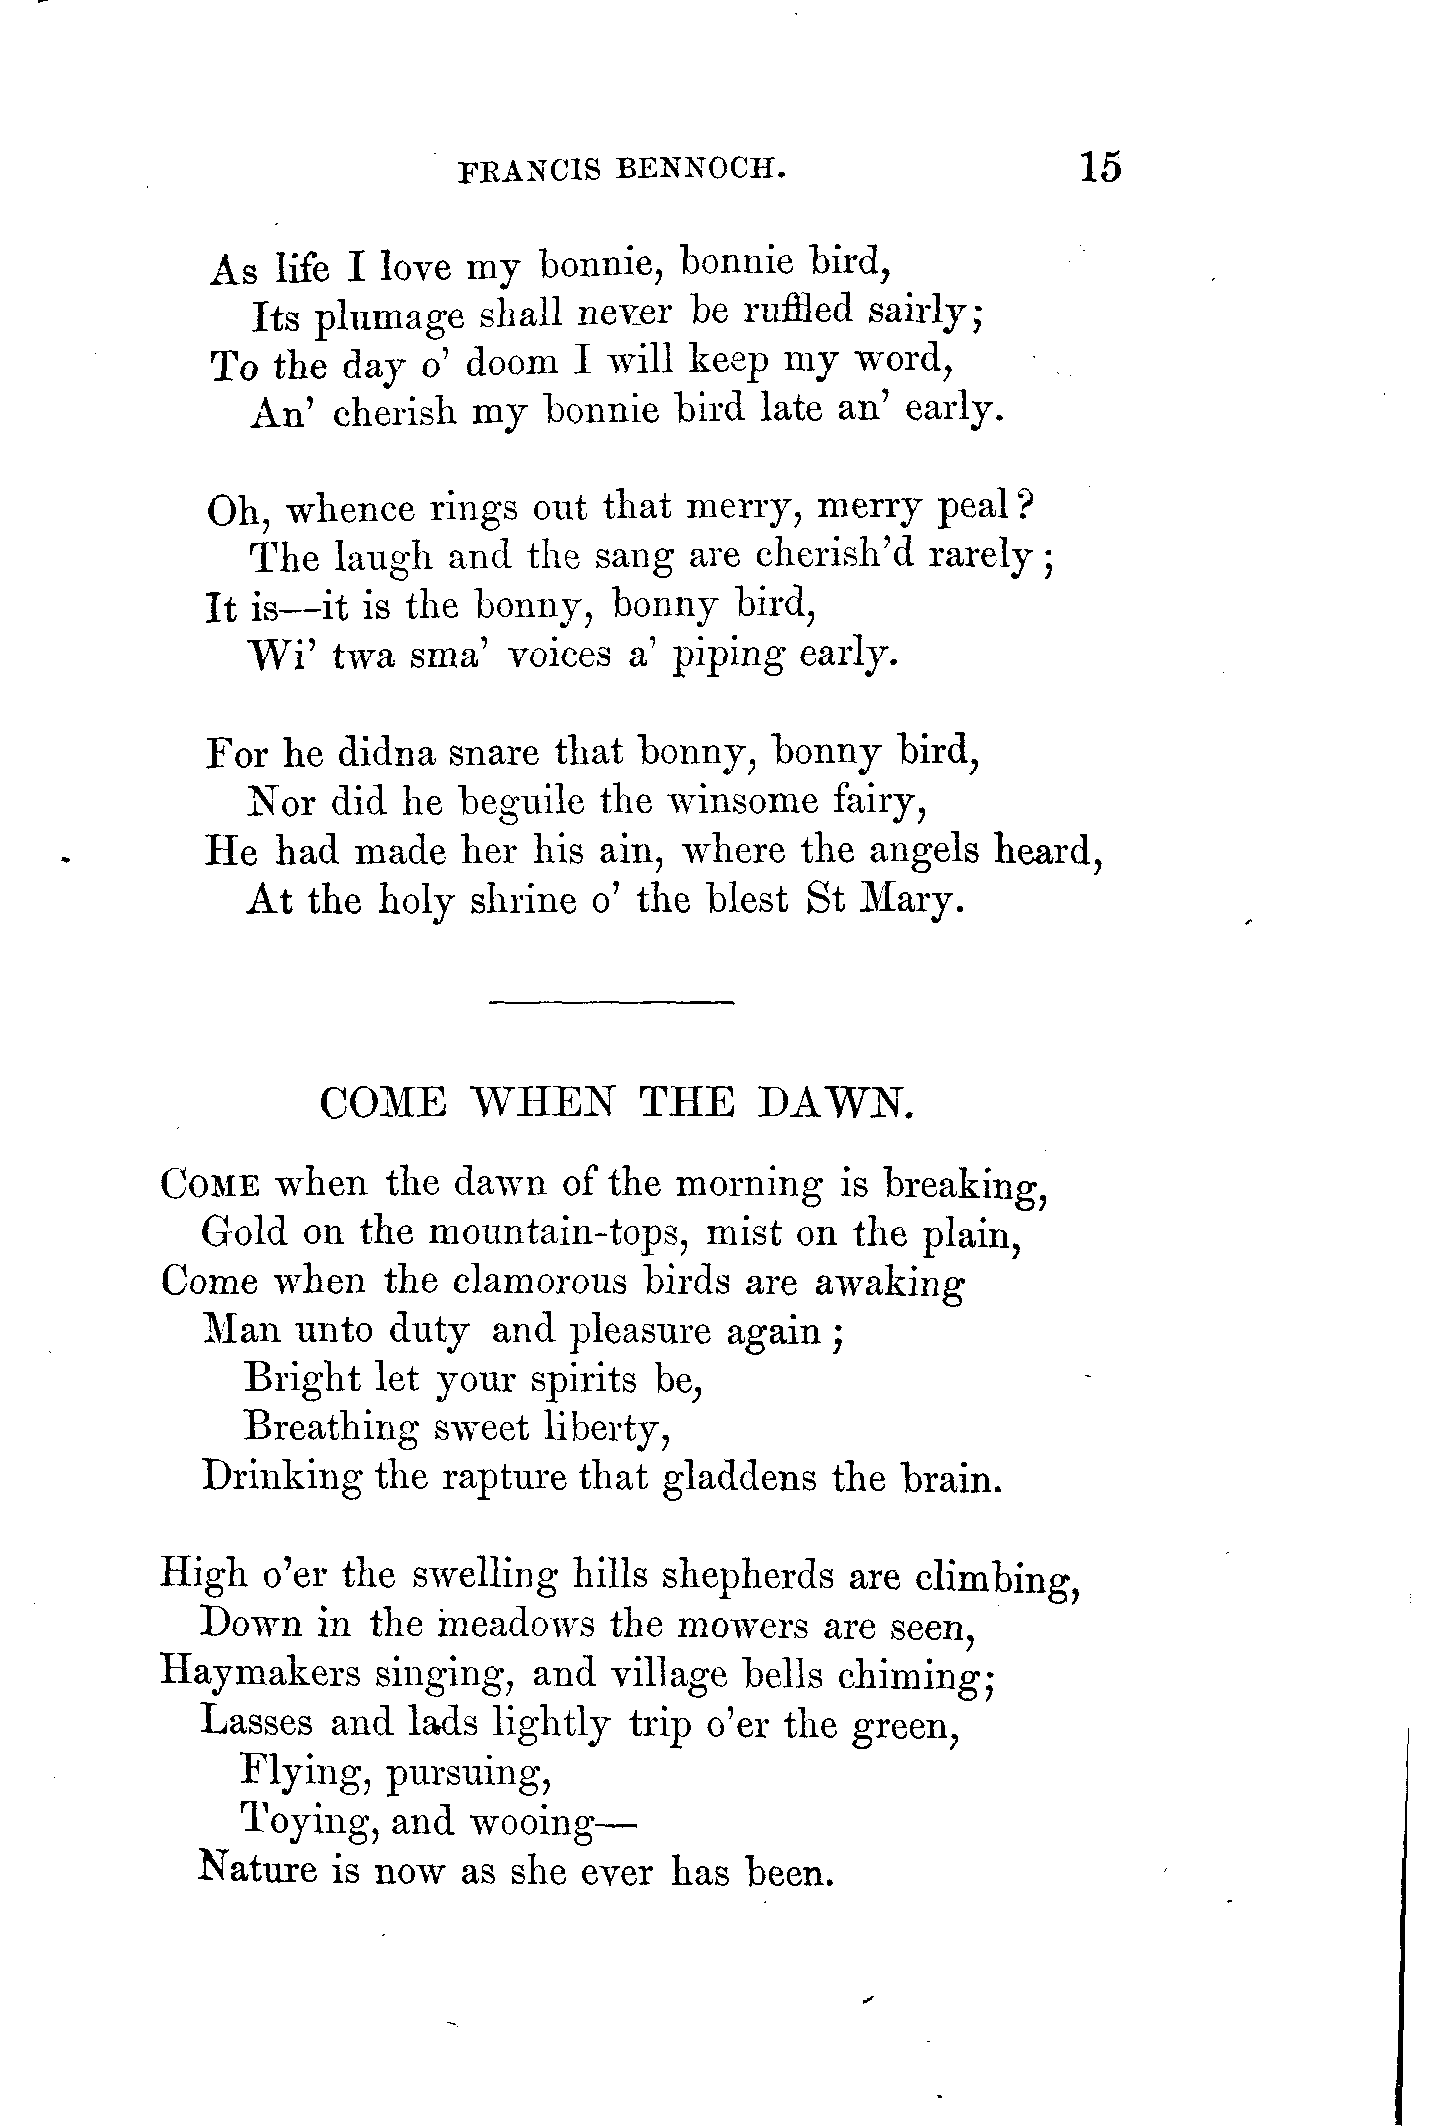 FRANCIS BENNOCH. 15
As life I love my bonnie, bonnie bird,
Its plumage shall never be ruffled sairly;
To the day o' doom I will keep my word,
An' cherish my bonnie bird late an' early.
Oh, whence rings out that merry, merry peal?
The laugh and the sang are cherish'd rarely;
It is—it is the bonny, bonny bird,
Wi' twa sma' voices a' piping early.
For he didna snare that bonny, bonny bird,
Nor did he beguile the winsome fairy,
He had made her his ain, where the angels heard,
At the holy shrine o' the blest St Mary.
COME WHEN THE DAWN.
COME when the dawn of the morning is breaking,
Gold on the mountain-tops, mist on the plain,
Come when the clamorous birds are awaking
Man unto duty and pleasure again;
Bright let your spirits be,
Breathing sweet liberty,
Drinking the rapture that gladdens the brain.
High o'er the swelling hills shepherds are climbing,
Down in the meadows the mowers are seen,
Haymakers singing, and village bells chiming;
Lasses and lads lightly trip o'er the green,
Flying, pursuing,
Toying, and wooing—
Nature is now as she ever has been.